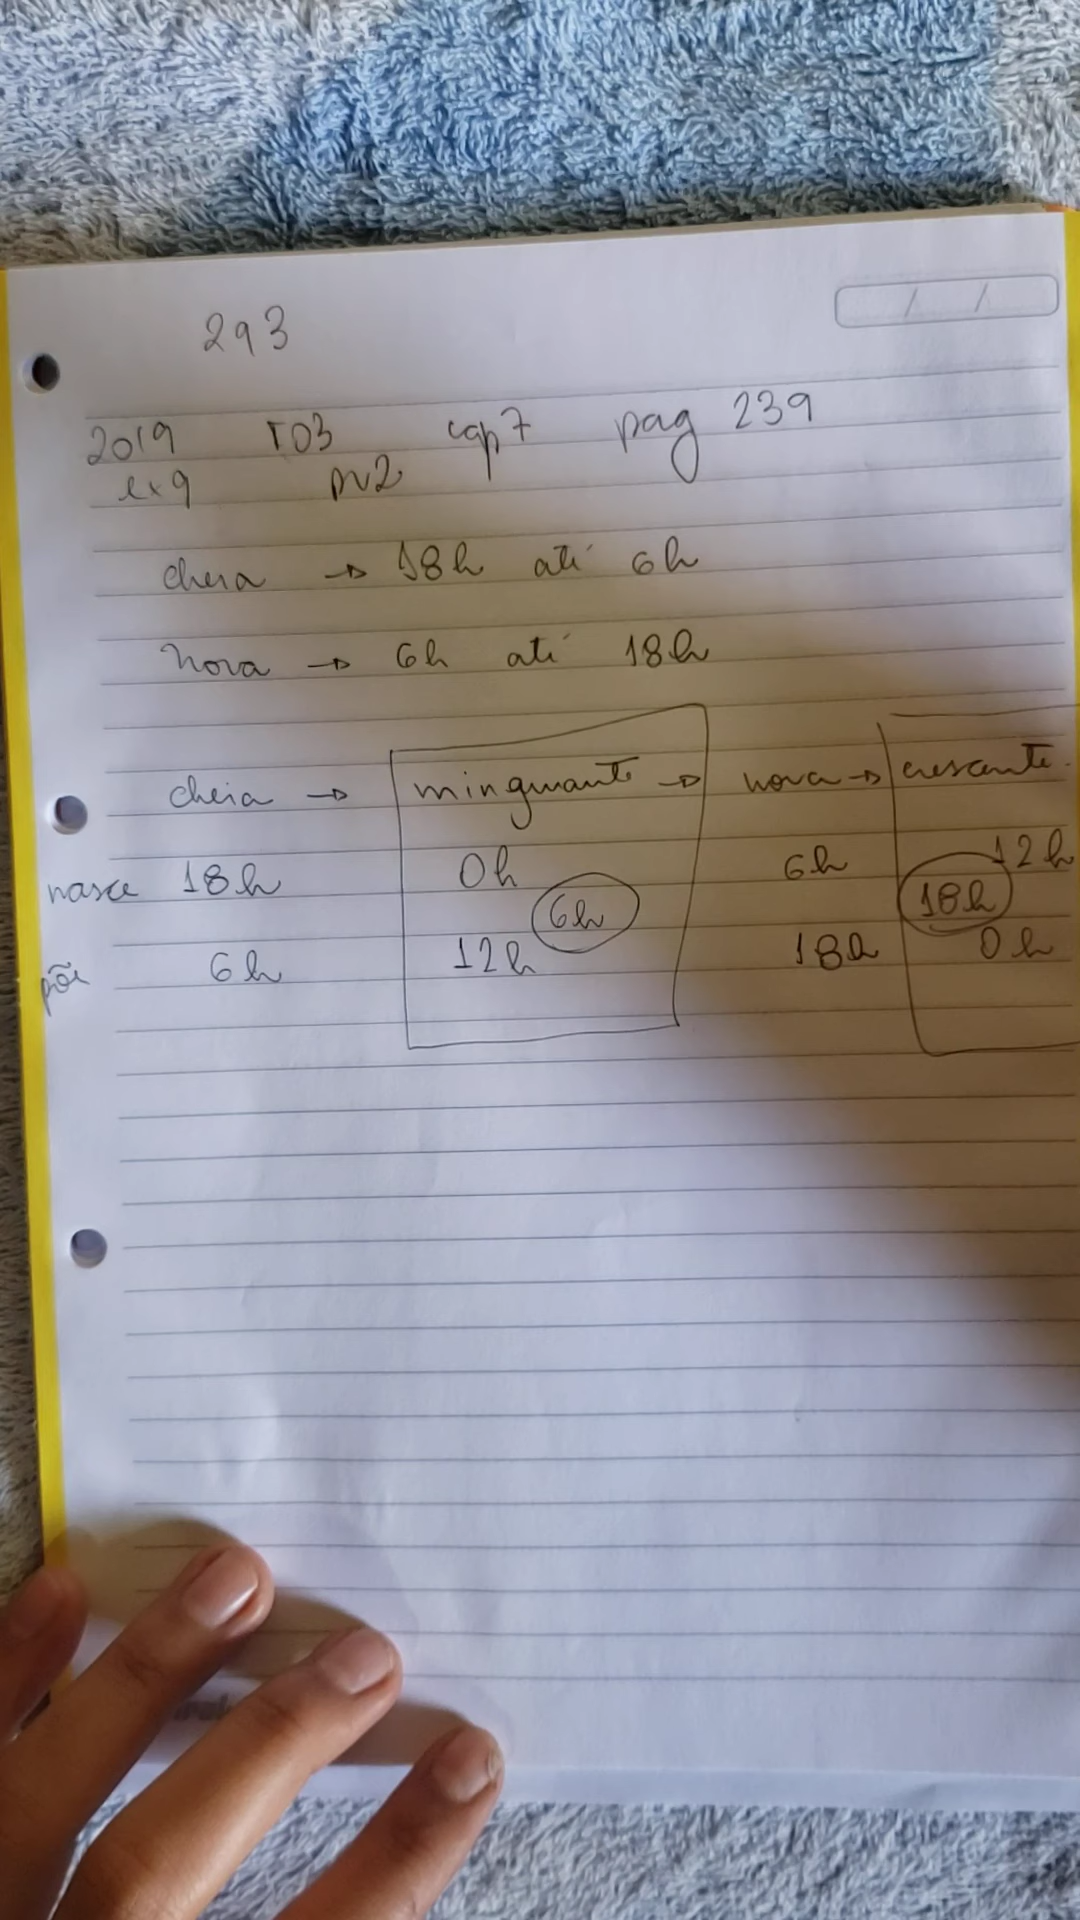 293
/ /
2019 T03 cap7 pag 239
ex9 pv2
cheia → 18h até 6h
nova → 6h até 18h
cheia → minguante → nova → crescente
nasce 18h 0h 6h 12h
6h 18h
põe 6h 12h 18h 0h